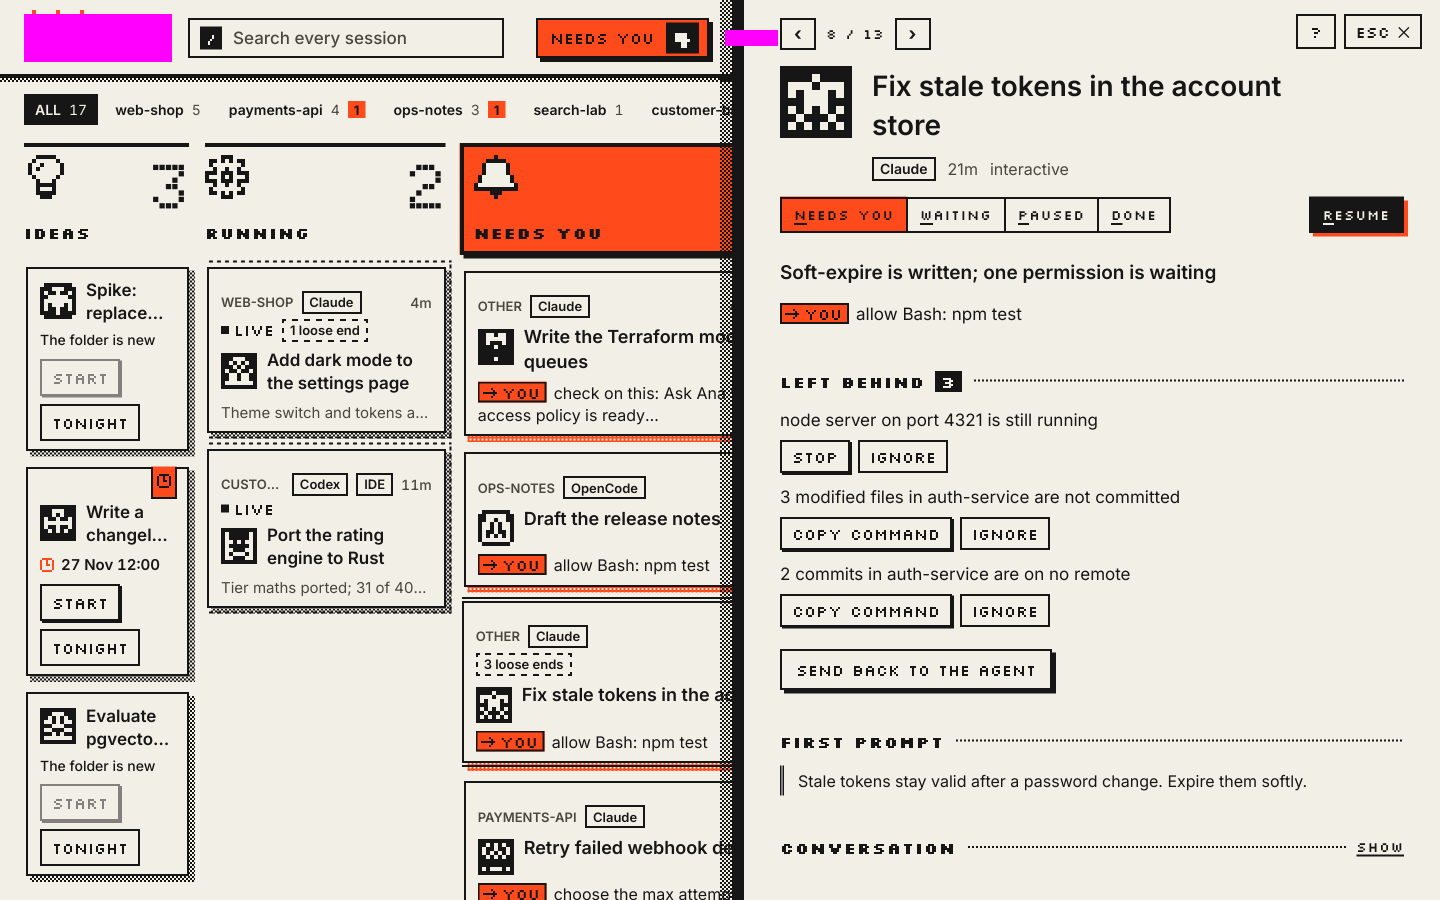 / Search every session
NEEDS YOU
ALL 17 web-shop 5 payments-api 4 1 ops-notes 3 1 search-lab 1
3
IDEAS
Spike:
replace...
The folder is new
START
TONIGHT
Write a
changel...
27 Nov 12:00
START
TONIGHT
Evaluate
pgvecto...
The folder is new
START
TONIGHT
2
RUNNING
WEB-SHOP Claude 4m
LIVE 1 loose end
Add dark mode to
the settings page
Theme switch and tokens a...
CUSTO... Codex IDE 11m
LIVE
Port the rating
engine to Rust
Tier maths ported; 31 of 40...
NEEDS YOU
OTHER Claude
Write the Terraform
queues
→ YOU check on this: Ask Ana
access policy is ready...
OPS-NOTES OpenCode
Draft the release notes
→ YOU allow Bash: npm test
OTHER Claude
3 loose ends
Fix stale tokens in the
→ YOU allow Bash: npm test
PAYMENTS-API Claude
Retry failed webhook
→ YOU choose the max
‹ 8 / 13 ›
? ESC ×
Fix stale tokens in the account
store
Claude 21m interactive
NEEDS YOU WAITING PAUSED DONE RESUME
Soft-expire is written; one permission is waiting
→ YOU allow Bash: npm test
LEFT BEHIND 3
node server on port 4321 is still running
STOP IGNORE
3 modified files in auth-service are not committed
COPY COMMAND IGNORE
2 commits in auth-service are on no remote
COPY COMMAND IGNORE
SEND BACK TO THE AGENT
FIRST PROMPT
Stale tokens stay valid after a password change. Expire them softly.
CONVERSATION SHOW